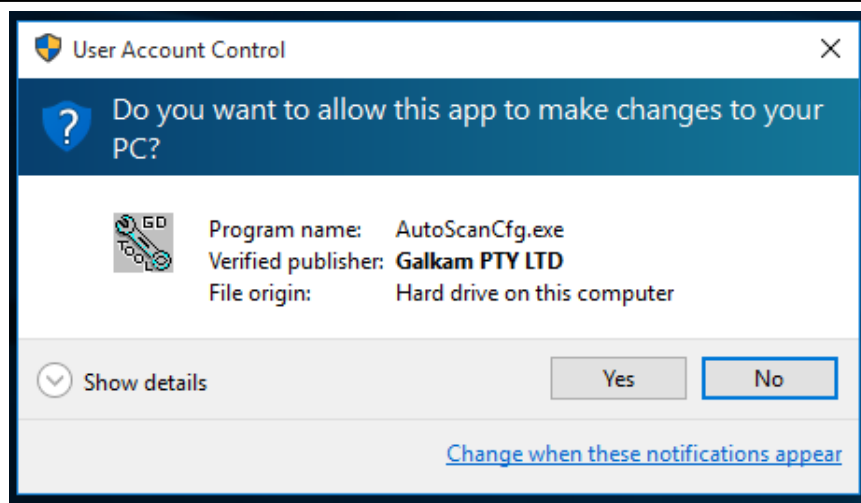 User Account Control
Do you want to allow this app to make changes to your
PC?
GD
TOOLS
Program name: AutoScanCfg.exe
Verified publisher: Galkam PTY LTD
File origin: Hard drive on this computer
Show details
Yes
No
Change when these notifications appear